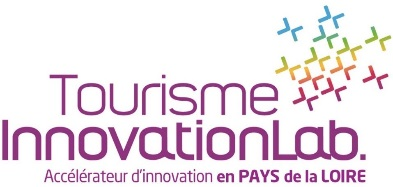 Tourisme
InnovationLab.
Accélérateur d'innovation en PAYS de la LOIRE